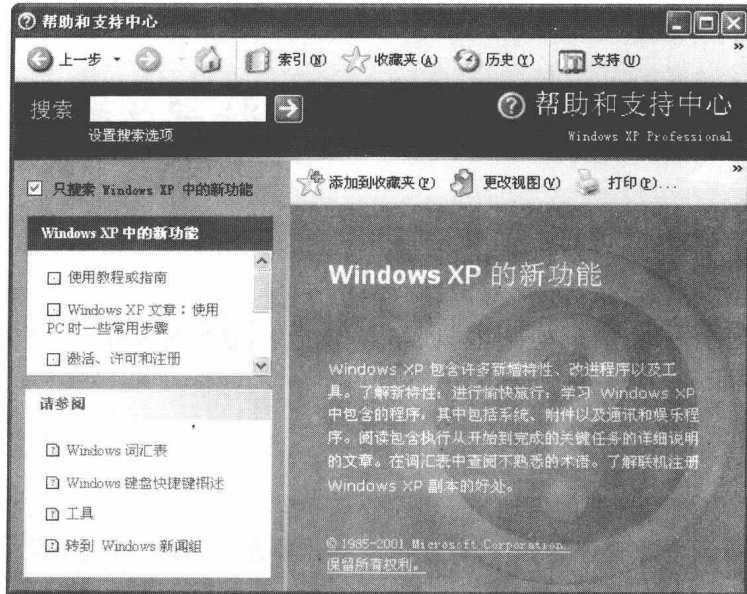 帮助和支持中心
上一步 索引(N) 收藏夹(A) 历史(Y) 支持(U) »
搜索
设置搜索选项
帮助和支持中心
Windows XP Professional
只搜索 Windows XP 中的新功能
Windows XP 中的新功能
使用教程或指南
Windows XP 文章：使用
PC 时一些常用步骤
激活、许可和注册
请参阅
Windows 词汇表
Windows 键盘快捷键概述
工具
转到 Windows 新闻组
添加到收藏夹(F) 更改视图(V) 打印(P)... »
Windows XP 的新功能
Windows XP 包含许多新增特性、改进程序以及工
具。了解新特性；进行愉快旅行；学习 Windows XP
中包含的程序，其中包括系统、附件以及通讯和娱乐程
序。阅读包含执行从开始到完成的关键任务的详细说明
的文章。在词汇表中查阅不熟悉的术语。了解联机注册
Windows XP 副本的好处。
© 1985-2001 Microsoft Corporation.
保留所有权利。